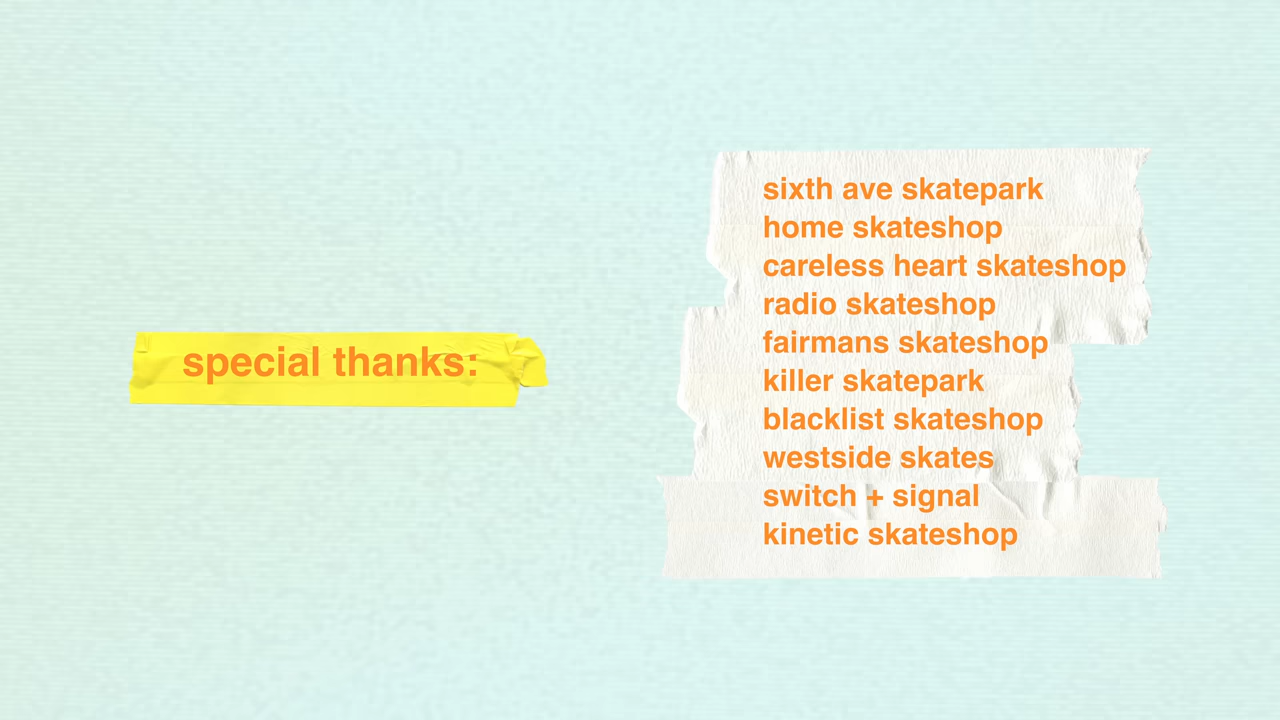 special thanks:
sixth ave skatepark
home skateshop
careless heart skateshop
radio skateshop
fairmans skateshop
killer skatepark
blacklist skateshop
westside skates
switch + signal
kinetic skateshop